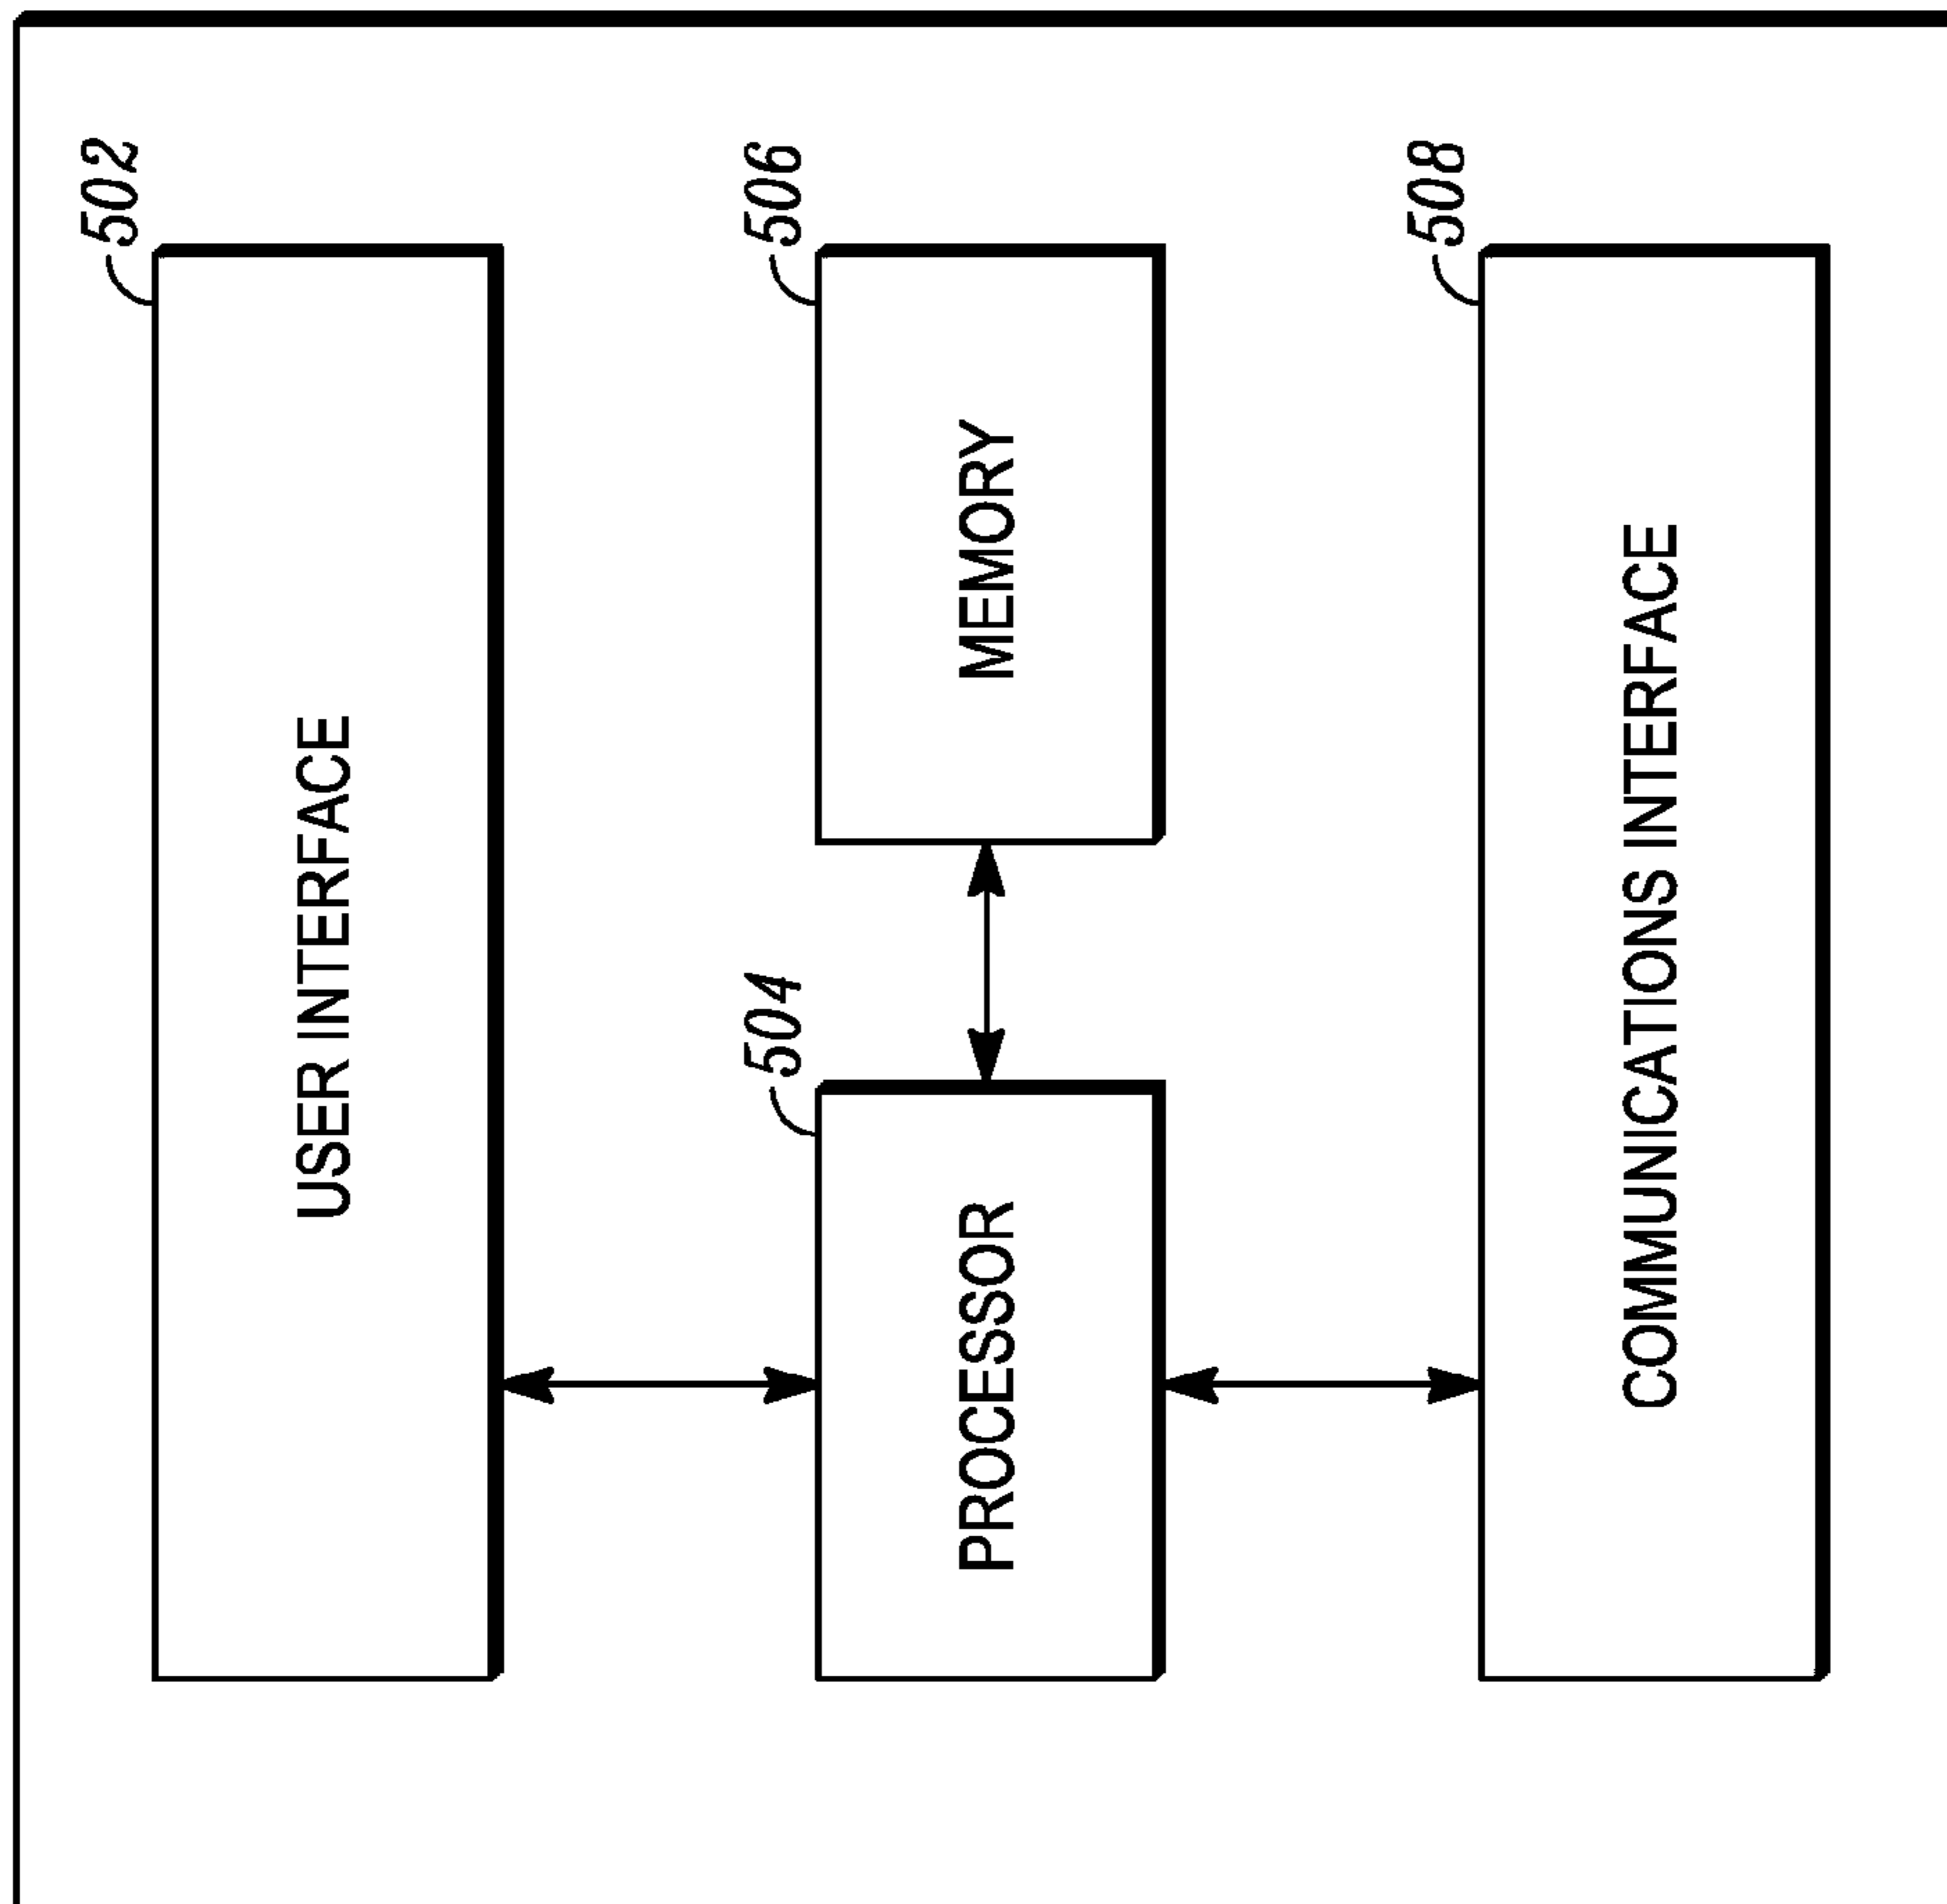 502
USER INTERFACE
504
506
PROCESSOR
MEMORY
508
COMMUNICATIONS INTERFACE